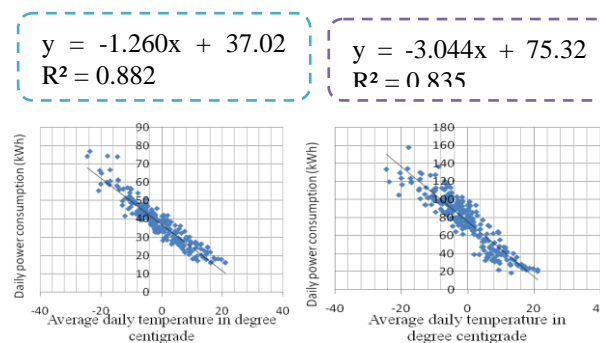 y = -1.260x + 37.02
R² = 0.882
y = -3.044x + 75.32
R² = 0.835
Daily power consumption (kWh)
90
80
70
60
50
40
30
20
10
0
-40 -20 0 20 40
Average daily temperature in degree
centigrade
Daily power consumption (kWh)
180
160
140
120
100
80
60
40
20
0
-40 -20 0 20 40
Average daily temperature in
degree centigrade